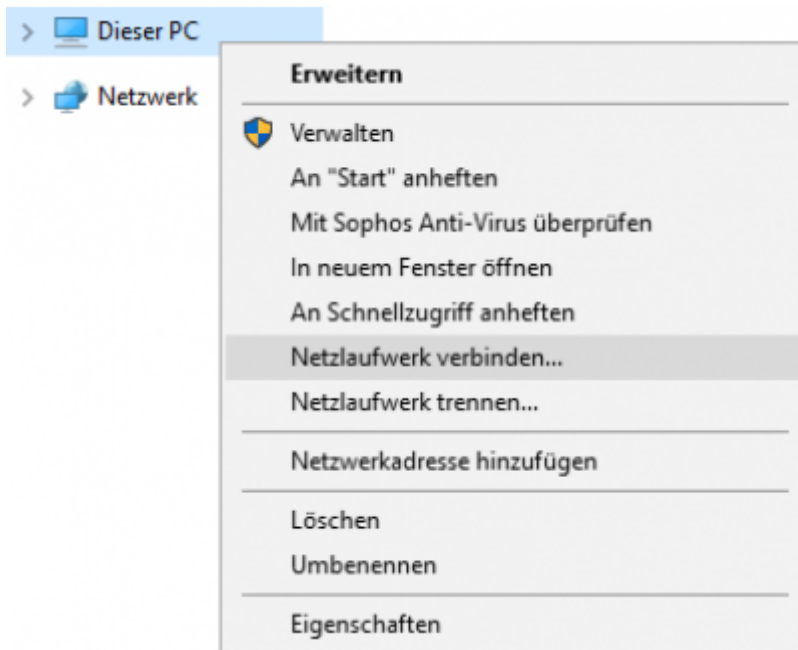 Dieser PC
Netzwerk
Erweitern
Verwalten
An "Start" anheften
Mit Sophos Anti-Virus überprüfen
In neuem Fenster öffnen
An Schnellzugriff anheften
Netzlaufwerk verbinden...
Netzlaufwerk trennen...
Netzwerkadresse hinzufügen
Löschen
Umbenennen
Eigenschaften